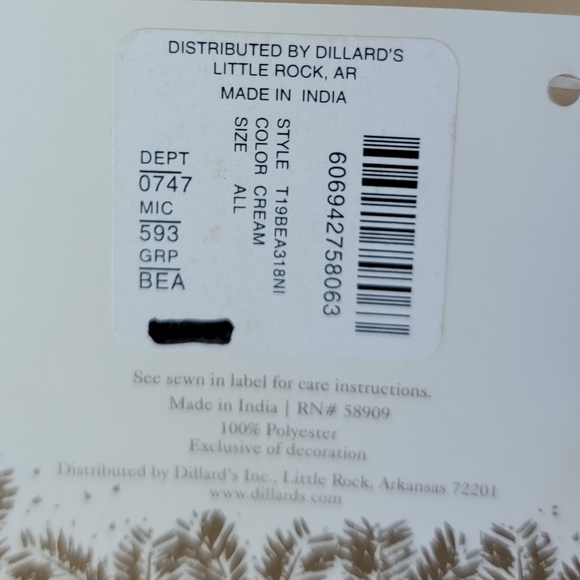 DISTRIBUTED BY DILLARD'S
LITTLE ROCK, AR
MADE IN INDIA
DEPT
0747
MIC
593
GRP
BEA
STYLE T19BEA318NI
COLOR CREAM
SIZE ALL
606942758063
See sewn in label for care instructions.
Made in India | RN# 58909
100% Polyester
Exclusive of decoration
Distributed by Dillard's Inc., Little Rock, Arkansas 72201
www.dillards.com